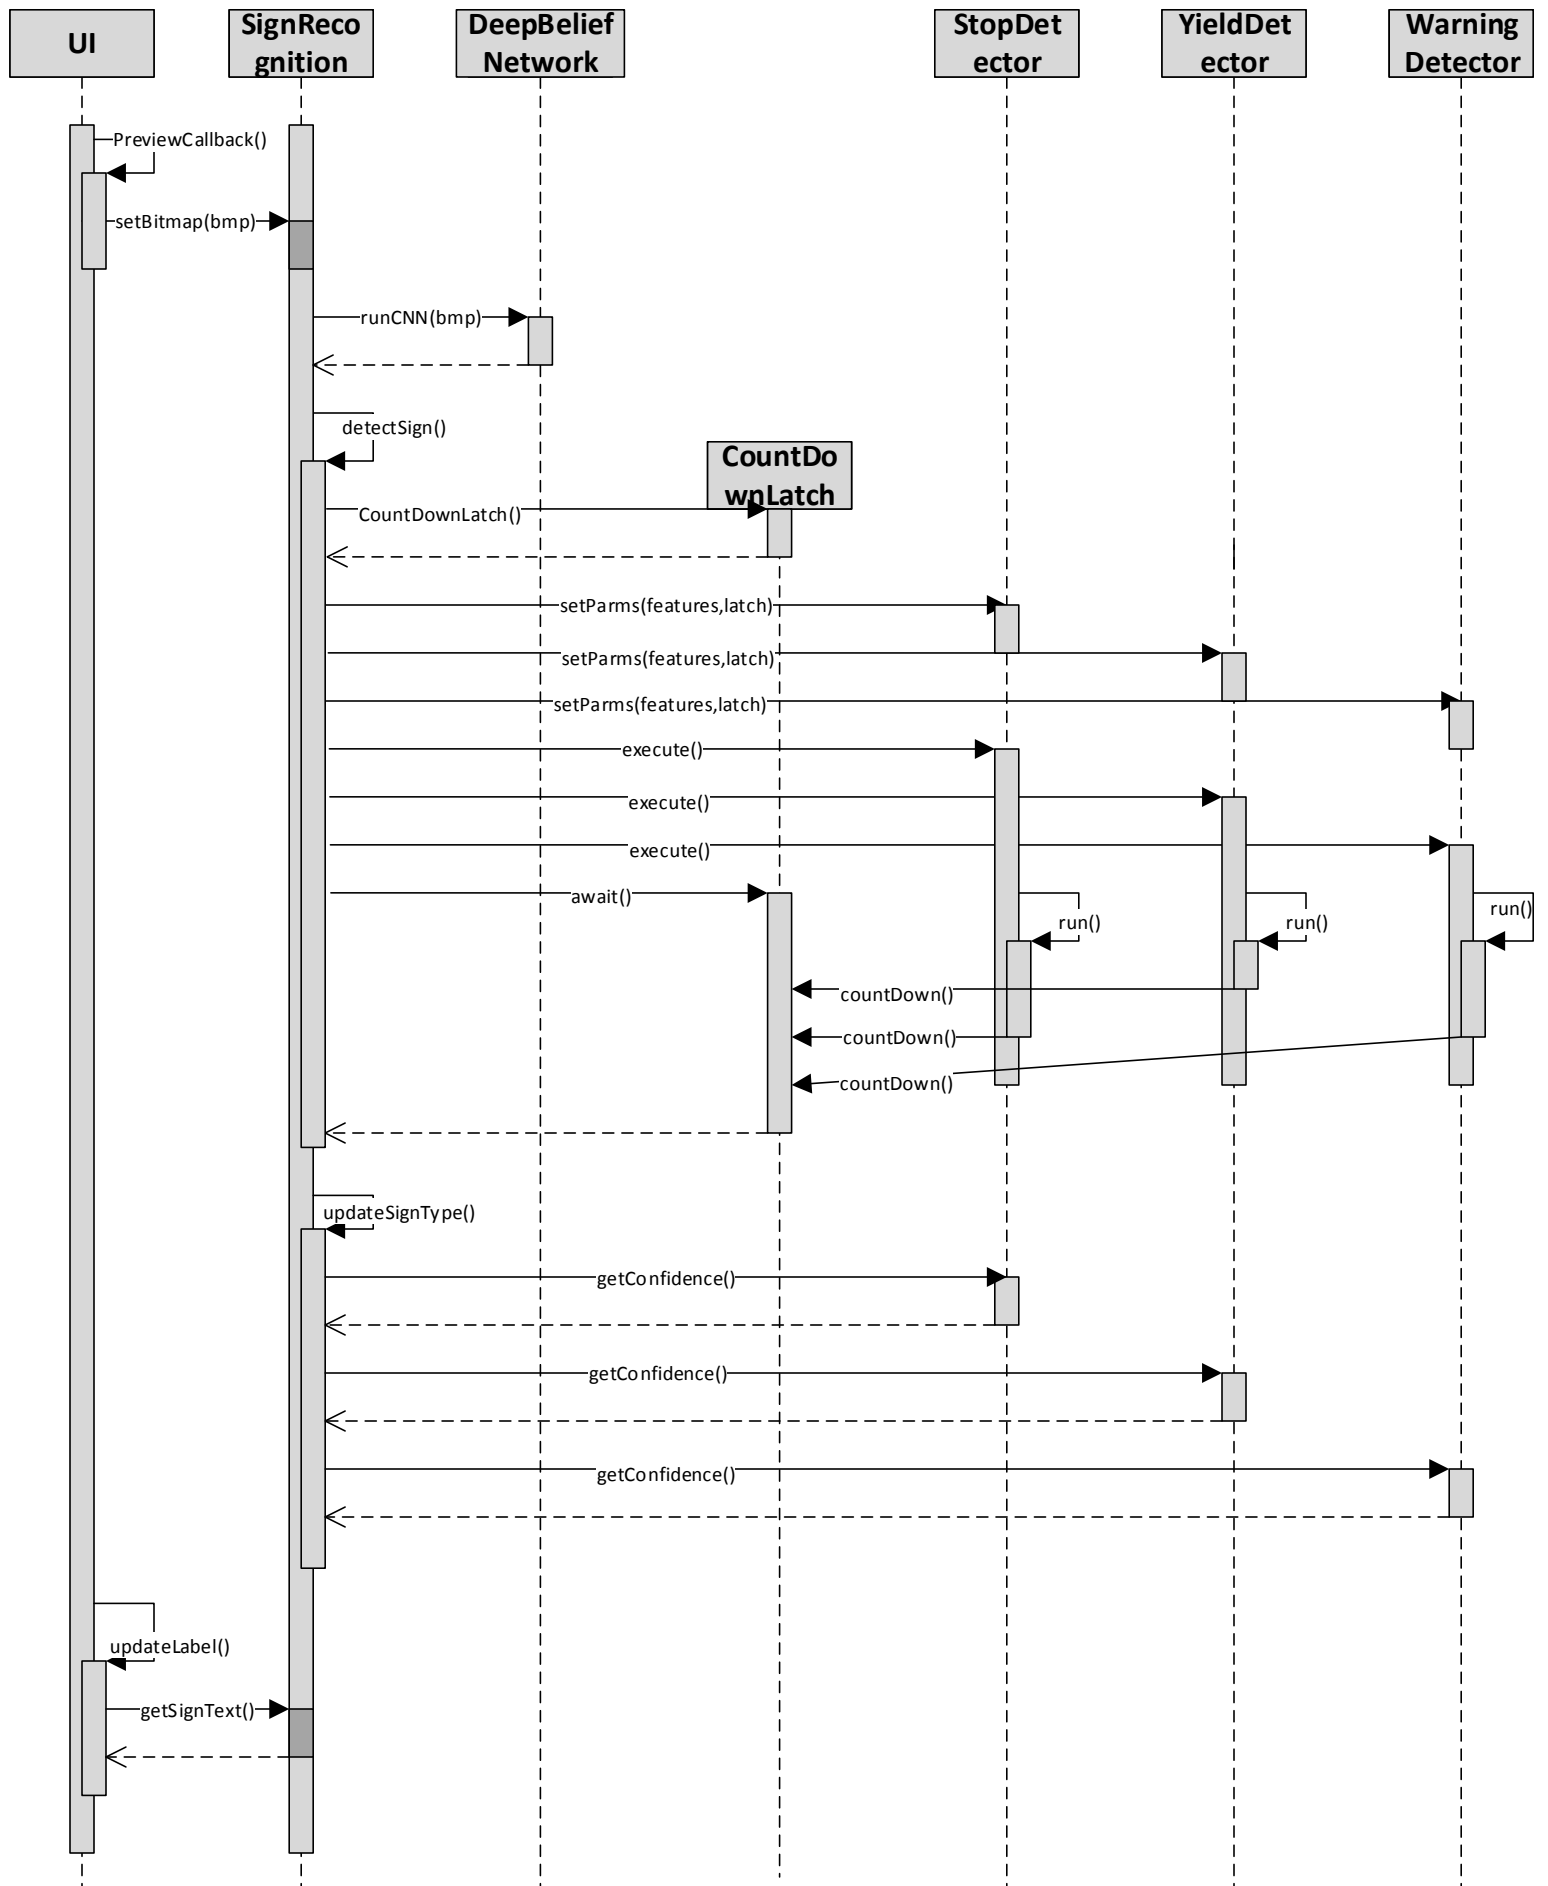 UI
SignReco
gnition
DeepBelief
Network
StopDet
ector
YieldDet
ector
Warning
Detector
PreviewCallback()
setBitmap(bmp)
runCNN(bmp)
detectSign()
CountDo
wnLatch
CountDownLatch()
setParms(features,latch)
setParms(features,latch)
setParms(features,latch)
execute()
execute()
execute()
await()
run()
run()
run()
countDown()
countDown()
countDown()
updateSignType()
getConfidence()
getConfidence()
getConfidence()
updateLabel()
getSignText()